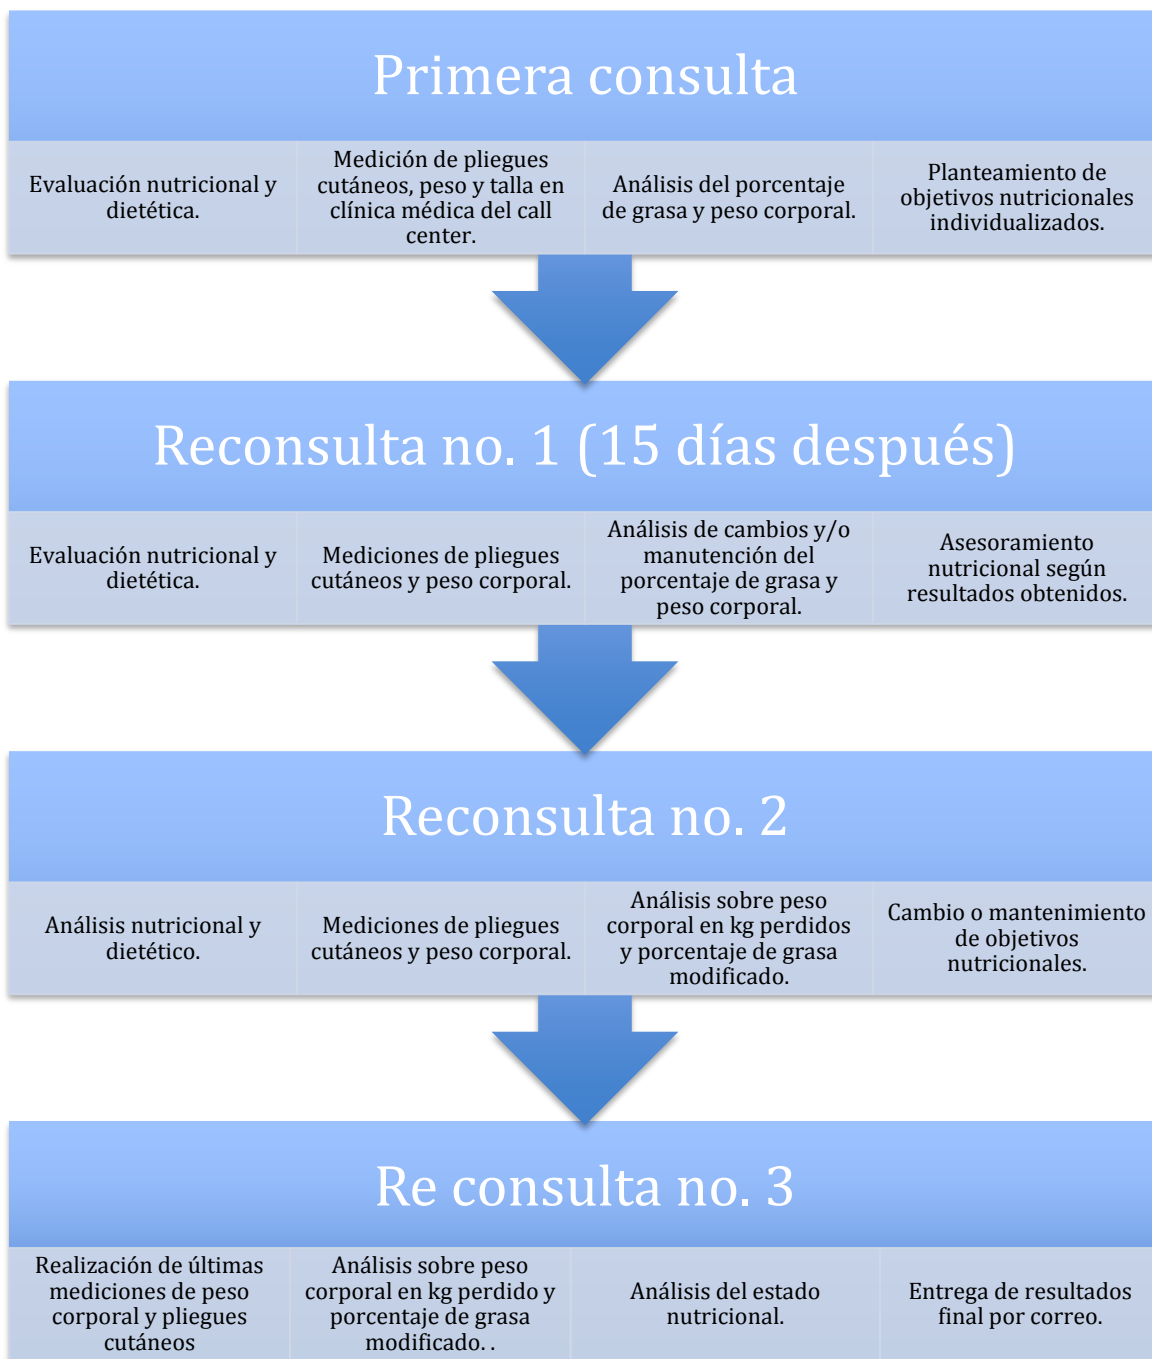 Primera consulta
Evaluación nutricional y
dietética.
Medición de pliegues
cutáneos, peso y talla en
clínica médica del call
center.
Análisis del porcentaje
de grasa y peso corporal.
Planteamiento de
objetivos nutricionales
individualizados.
Reconsulta no. 1 (15 días después)
Evaluación nutricional y
dietética.
Mediciones de pliegues
cutáneos y peso corporal.
Análisis de cambios y/o
manutención del
porcentaje de grasa y
peso corporal.
Asesoramiento
nutricional según
resultados obtenidos.
Reconsulta no. 2
Análisis nutricional y
dietético.
Mediciones de pliegues
cutáneos y peso corporal.
Análisis sobre peso
corporal en kg perdidos
y porcentaje de grasa
modificado.
Cambio o mantenimiento
de objetivos
nutricionales.
Re consulta no. 3
Realización de últimas
mediciones de peso
corporal y pliegues
cutáneos
Análisis sobre peso
corporal en kg perdido y
porcentaje de grasa
modificado. .
Análisis del estado
nutricional.
Entrega de resultados
final por correo.